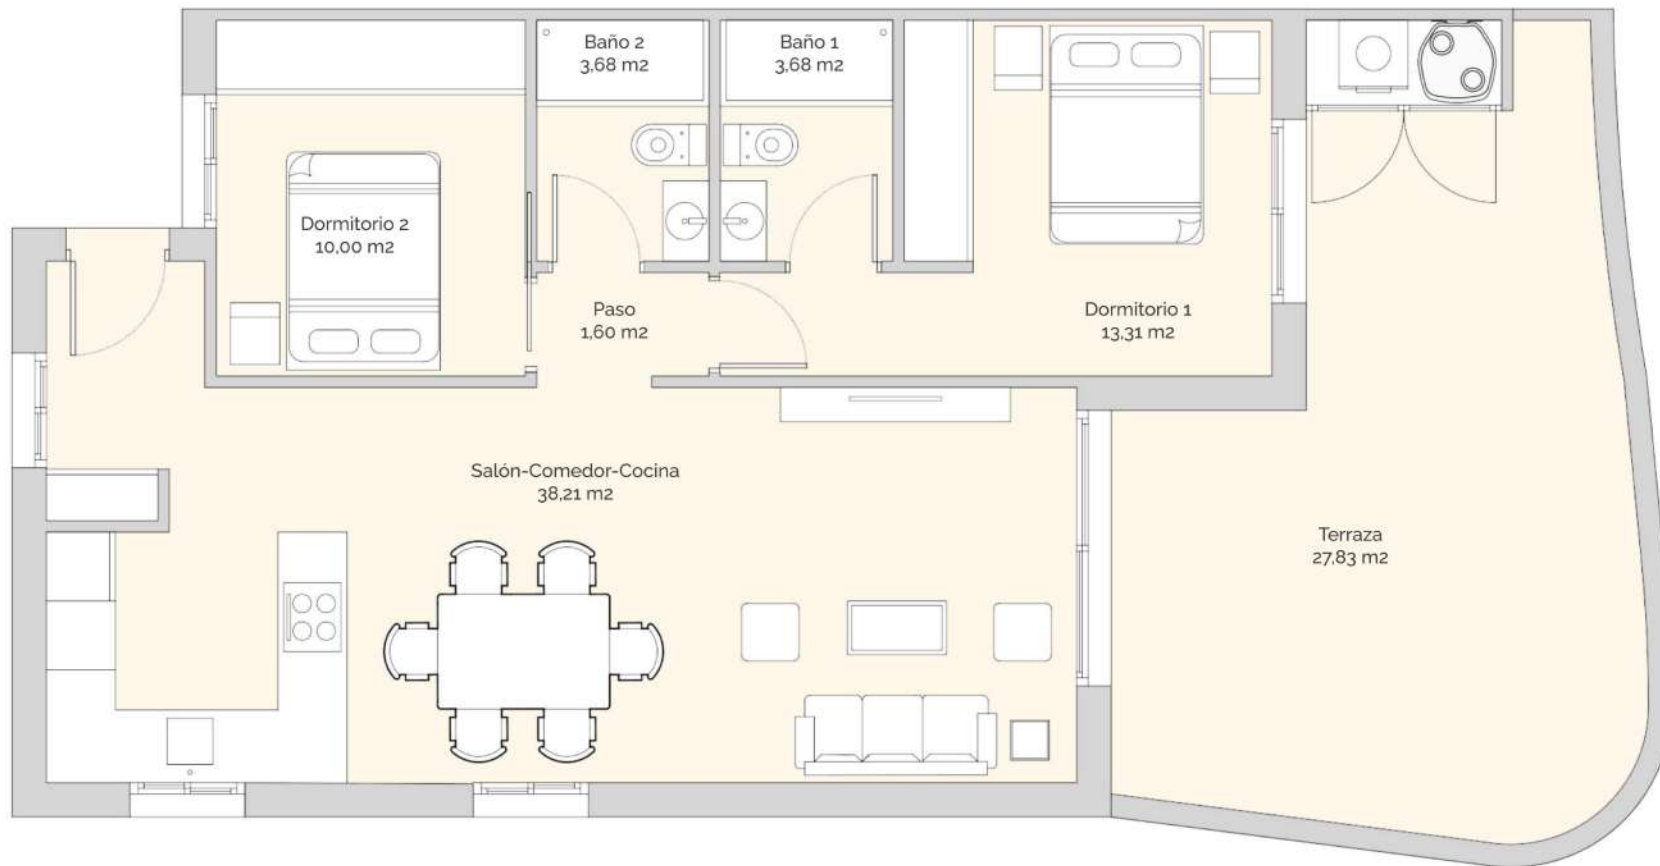 Baño 2
3,68 m2
Baño 1
3,68 m2
Dormitorio 2
10,00 m2
Paso
1,60 m2
Dormitorio 1
13,31 m2
Salón-Comedor-Cocina
38,21 m2
Terraza
27,83 m2